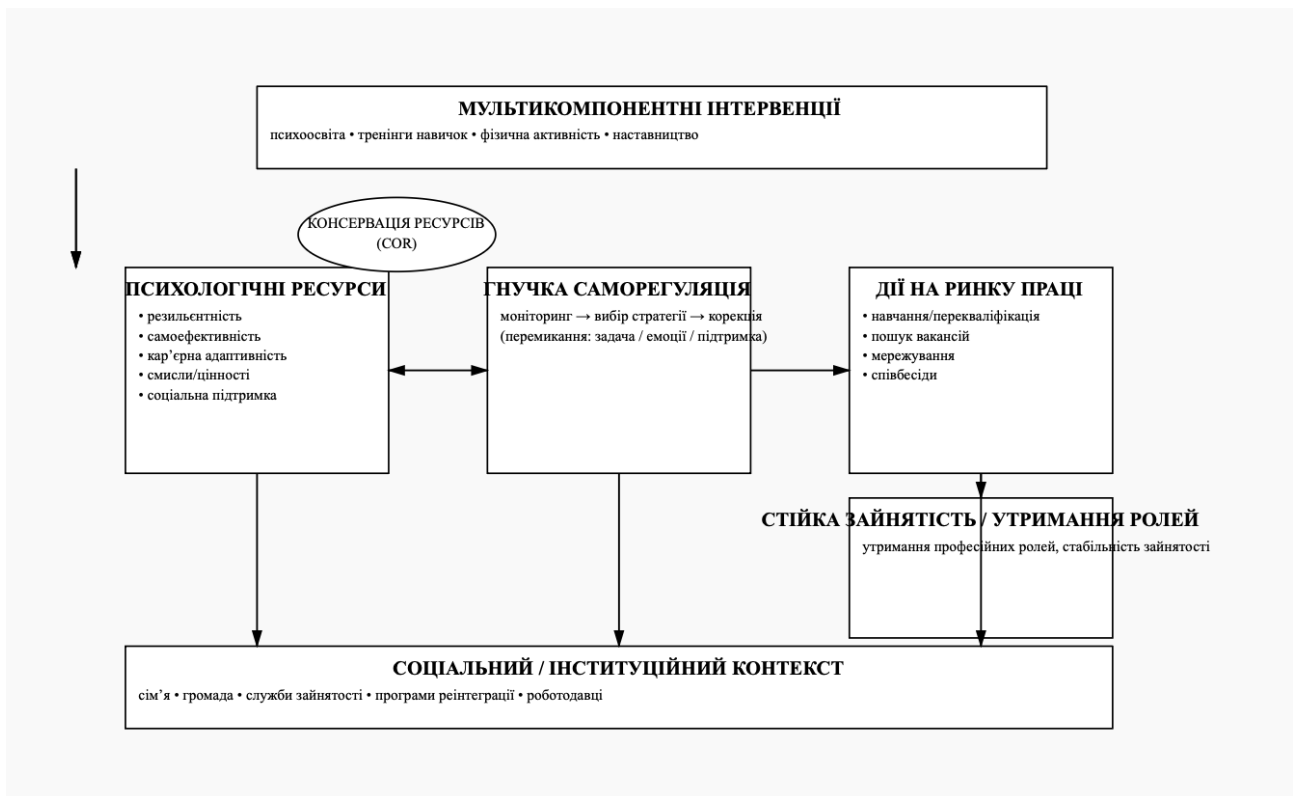 МУЛЬТИКОМПОНЕНТНІ ІНТЕРВЕНЦІЇ
психоосвіта • тренінги навичок • фізична активність • наставництво
КОНСЕРВАЦІЯ РЕСУРСІВ
(COR)
ПСИХОЛОГІЧНІ РЕСУРСИ
• резильєнтність
• самоефективність
• кар’єрна адаптивність
• смисли/цінності
• соціальна підтримка
ГНУЧКА САМОРЕГУЛЯЦІЯ
моніторинг → вибір стратегії → корекція
(перемикання: задача / емоції / підтримка)
ДІЇ НА РИНКУ ПРАЦІ
• навчання/перекваліфікація
• пошук вакансій
• мережування
• співбесіди
СТІЙКА ЗАЙНЯТІСТЬ / УТРИМАННЯ РОЛЕЙ
утримання професійних ролей, стабільність зайнятості
СОЦІАЛЬНИЙ / ІНСТИТУЦІЙНИЙ КОНТЕКСТ
сім’я • громада • служби зайнятості • програми реінтеграції • роботодавці